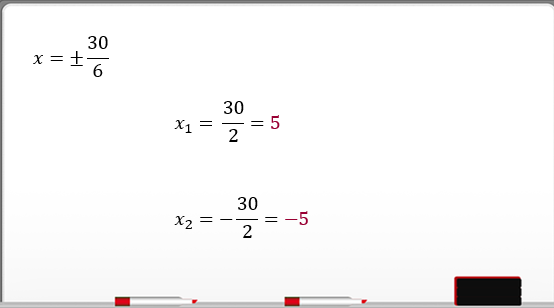 x = ± 30/6
x₁ = 30/2 = 5
x₂ = − 30/2 = −5